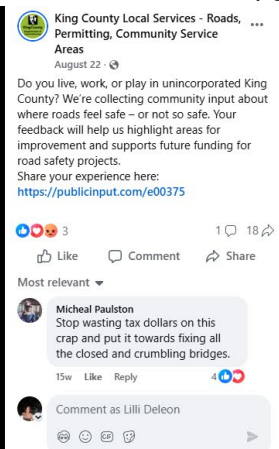 King County Local Services - Roads,
Permitting, Community Service
Areas
August 22 ·
Do you live, work, or play in unincorporated King
County? We're collecting community input about
where roads feel safe – or not so safe. Your
feedback will help us highlight areas for
improvement and supports future funding for
road safety projects.
Share your experience here:
https://publicinput.com/e00375
3 1 18
Like Comment Share
Most relevant
Micheal Paulston
Stop wasting tax dollars on this
crap and put it towards fixing all
the closed and crumbling bridges.
15w Like Reply 4
Comment as Lilli Deleon
GIF